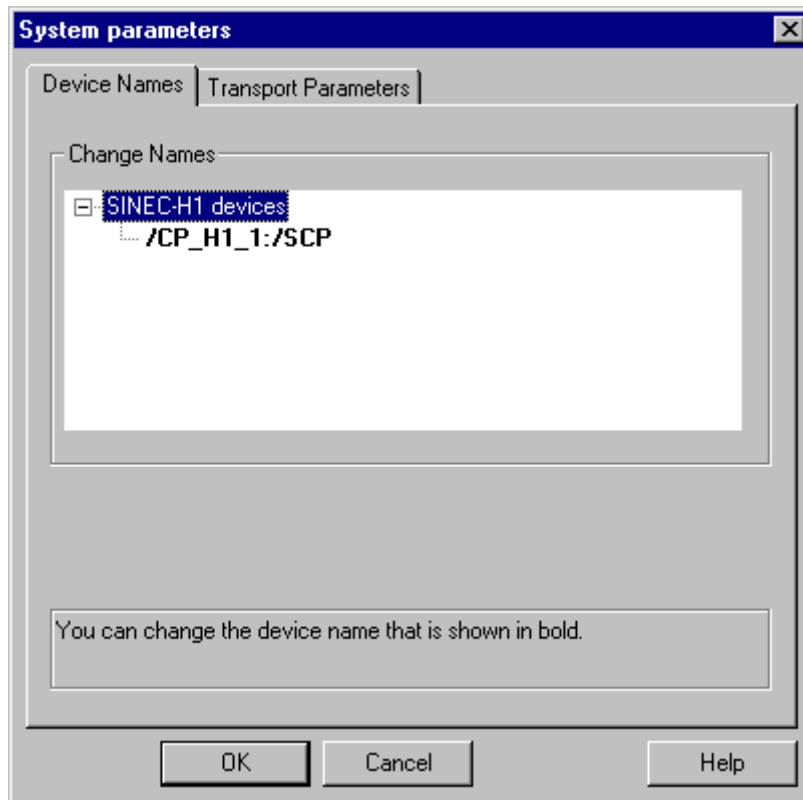 System parameters
Device Names
Transport Parameters
Change Names
SINEC-H1 devices
/CP_H1_1:/SCP
You can change the device name that is shown in bold.
OK
Cancel
Help